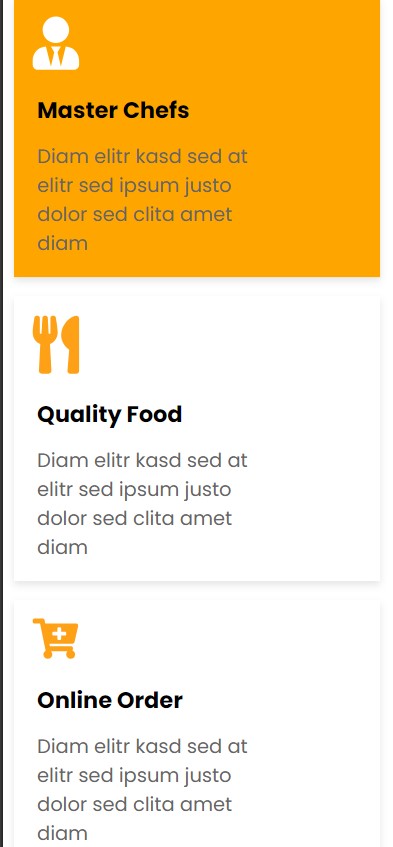 Master Chefs
Diam elitr kasd sed at
elitr sed ipsum justo
dolor sed clita amet
diam
Quality Food
Diam elitr kasd sed at
elitr sed ipsum justo
dolor sed clita amet
diam
Online Order
Diam elitr kasd sed at
elitr sed ipsum justo
dolor sed clita amet
diam